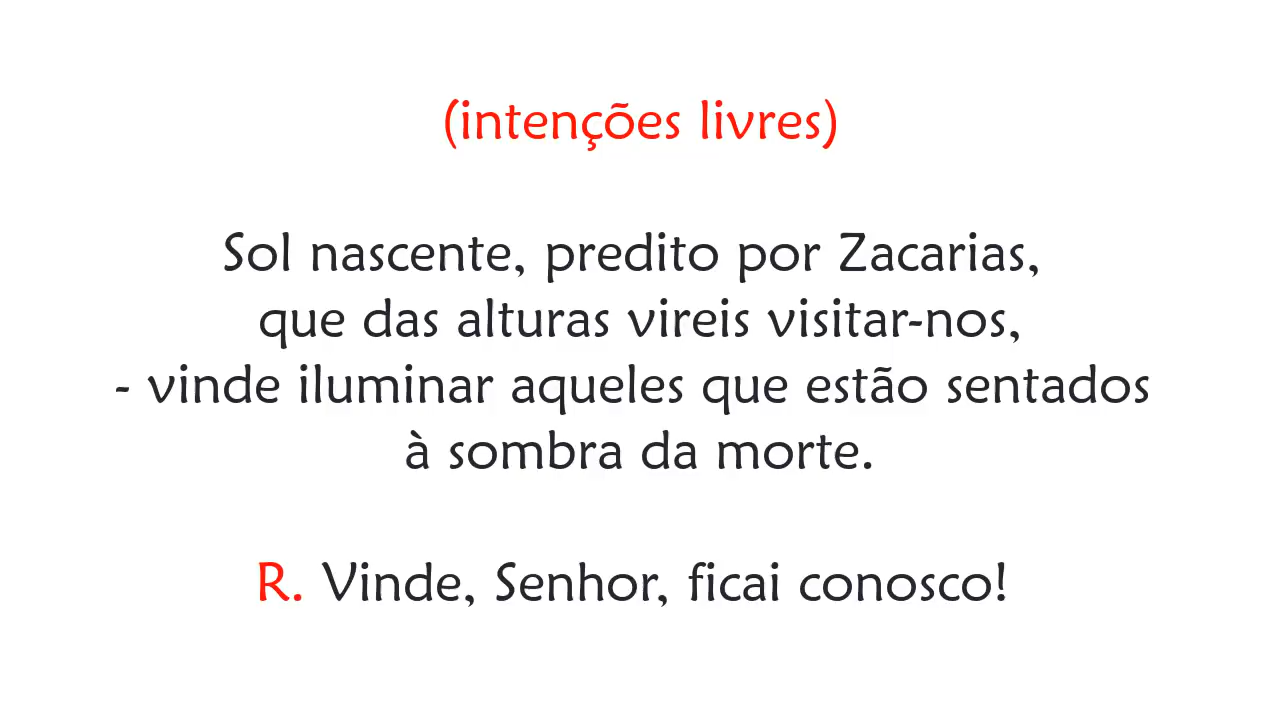 (intenções livres)
Sol nascente, predito por Zacarias,
que das alturas vireis visitar-nos,
- vinde iluminar aqueles que estão sentados
à sombra da morte.
R. Vinde, Senhor, ficai conosco!